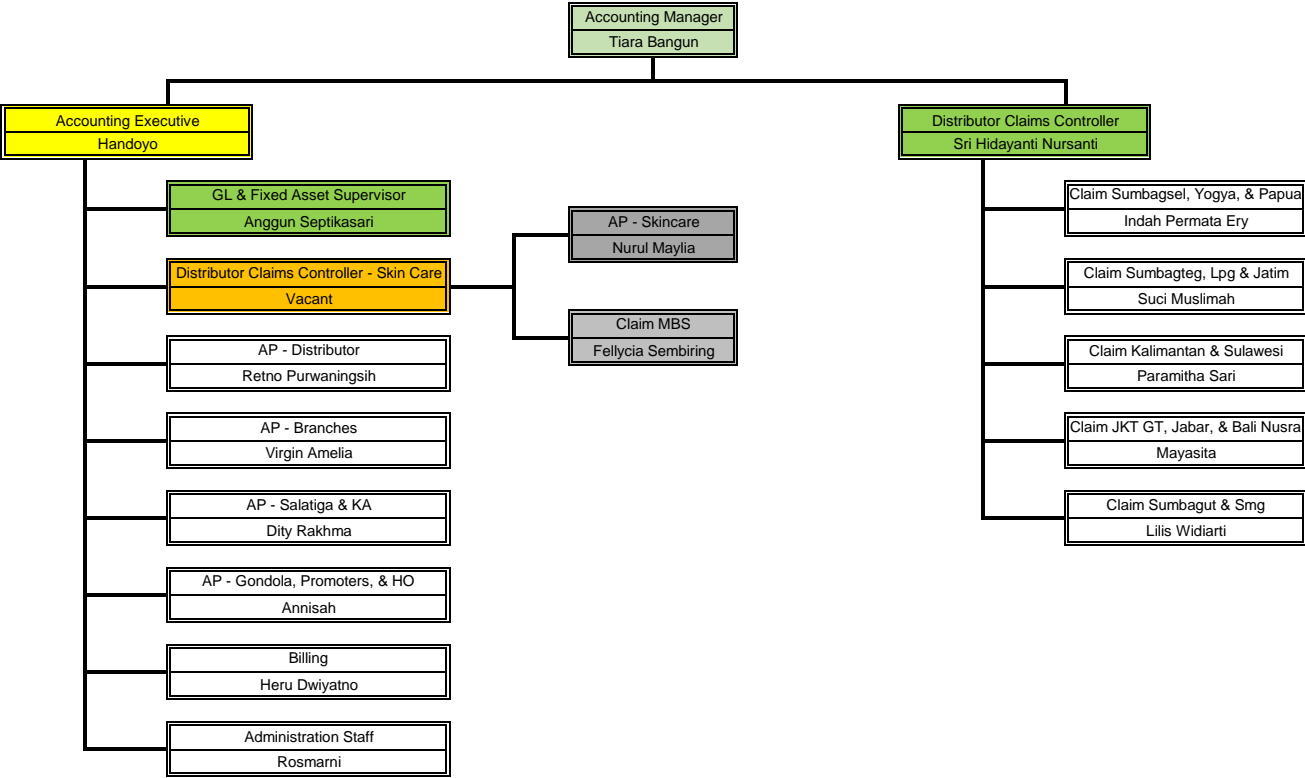 Accounting Manager
Tiara Bangun
Accounting Executive
Handoyo
Distributor Claims Controller
Sri Hidayanti Nursanti
GL & Fixed Asset Supervisor
Anggun Septikasari
Distributor Claims Controller - Skin Care
Vacant
AP - Distributor
Retno Purwaningsih
AP - Branches
Virgin Amelia
AP - Salatiga & KA
Dity Rakhma
AP - Gondola, Promoters, & HO
Annisah
Billing
Heru Dwiyatno
Administration Staff
Rosmarni
AP - Skincare
Nurul Maylia
Claim MBS
Fellycia Sembiring
Claim Sumbagsel, Yogya, & Papua
Indah Permata Ery
Claim Sumbagteg, Lpg & Jatim
Suci Muslimah
Claim Kalimantan & Sulawesi
Paramitha Sari
Claim JKT GT, Jabar, & Bali Nusra
Mayasita
Claim Sumbagut & Smg
Lilis Widiarti